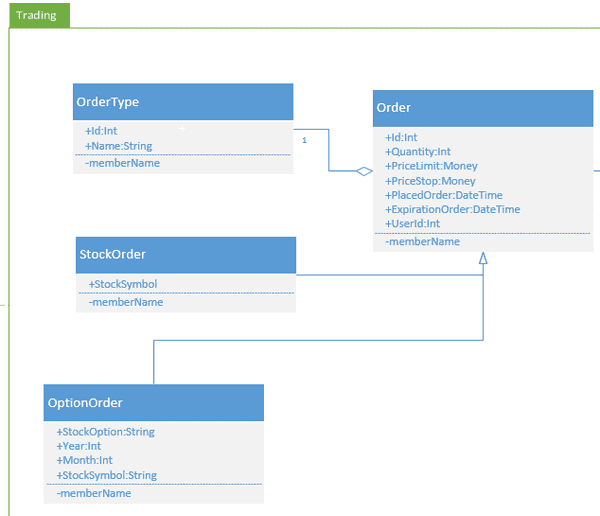 Trading
OrderType
+Id:Int
+Name:String
-memberName
1
Order
+Id:Int
+Quantity:Int
+PriceLimit:Money
+PriceStop:Money
+PlacedOrder:DateTime
+ExpirationOrder:DateTime
+UserId:Int
-memberName
StockOrder
+StockSymbol
-memberName
OptionOrder
+StockOption:String
+Year:Int
+Month:Int
+StockSymbol:String
-memberName